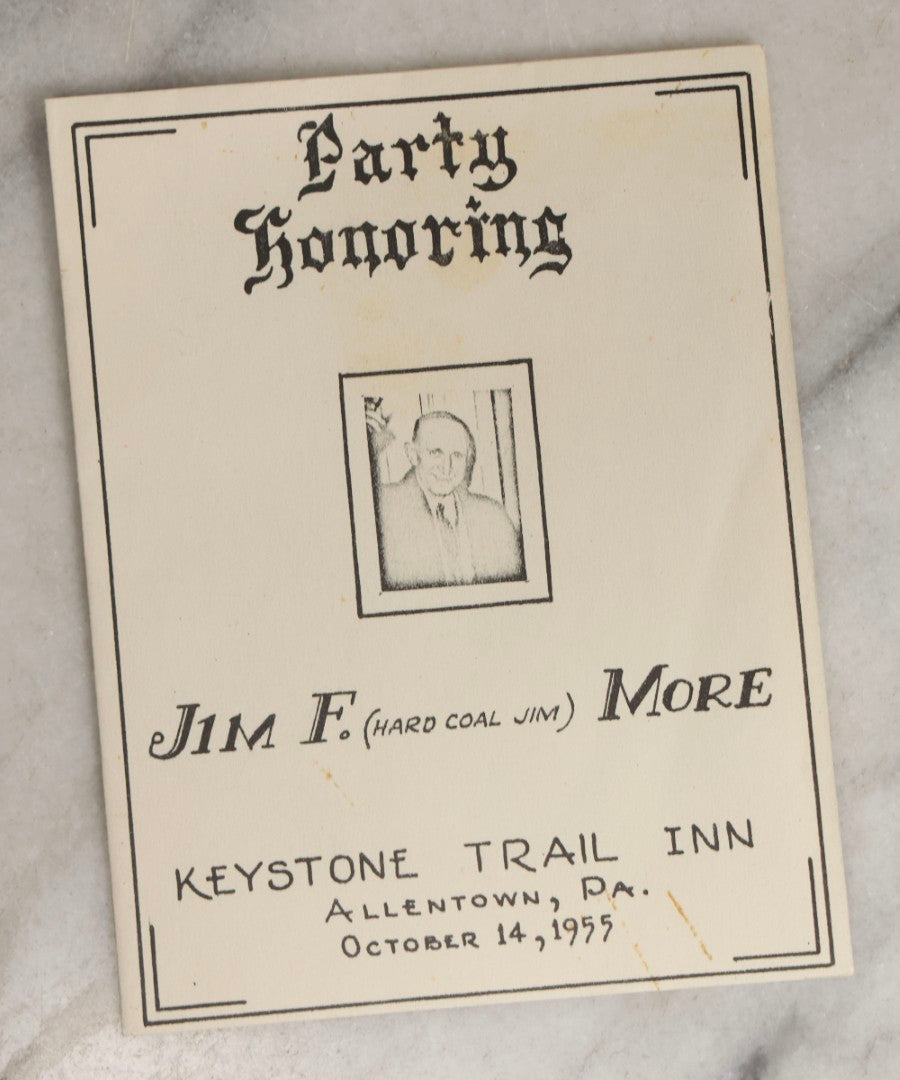 Party
Honoring
JIM F. (HARD COAL JIM) MORE
KEYSTONE TRAIL INN
ALLENTOWN, PA.
OCTOBER 14, 1955